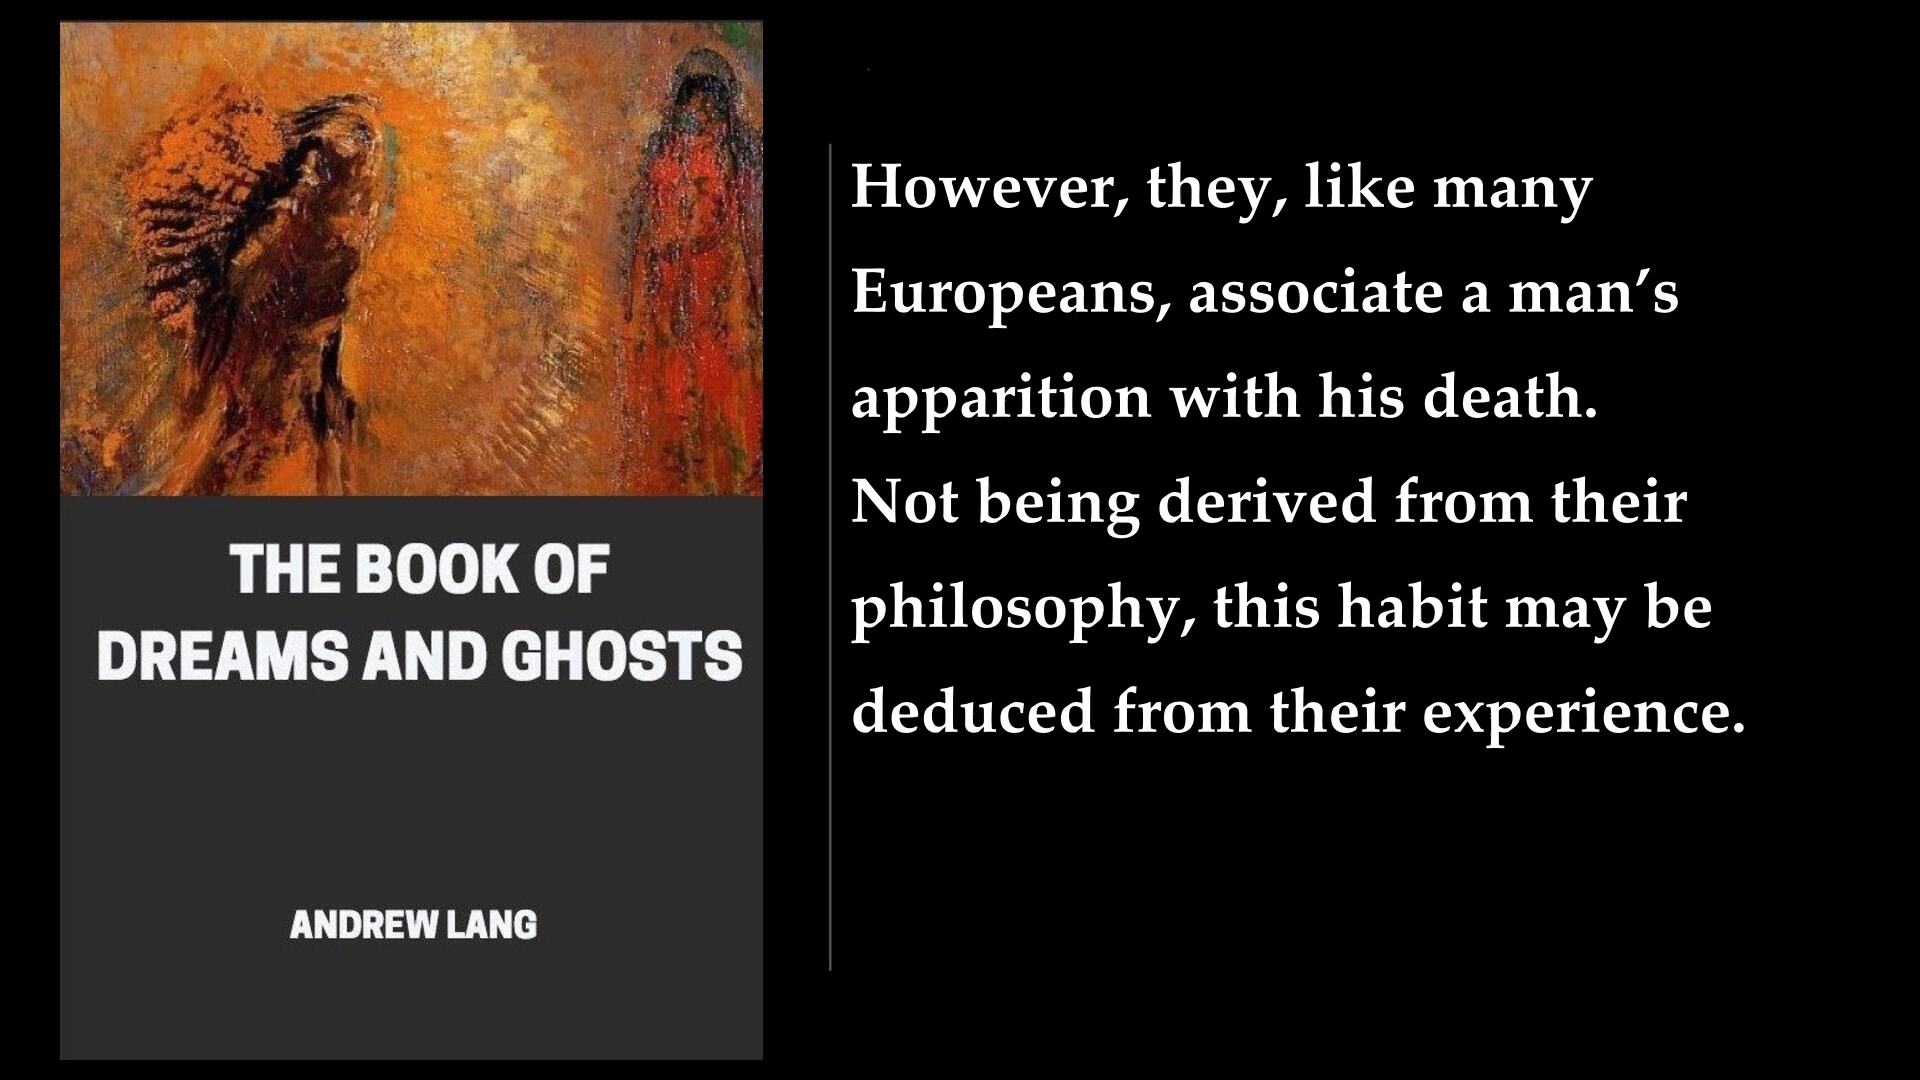 THE BOOK OF
DREAMS AND GHOSTS
ANDREW LANG
However, they, like many
Europeans, associate a man’s
apparition with his death.
Not being derived from their
philosophy, this habit may be
deduced from their experience.